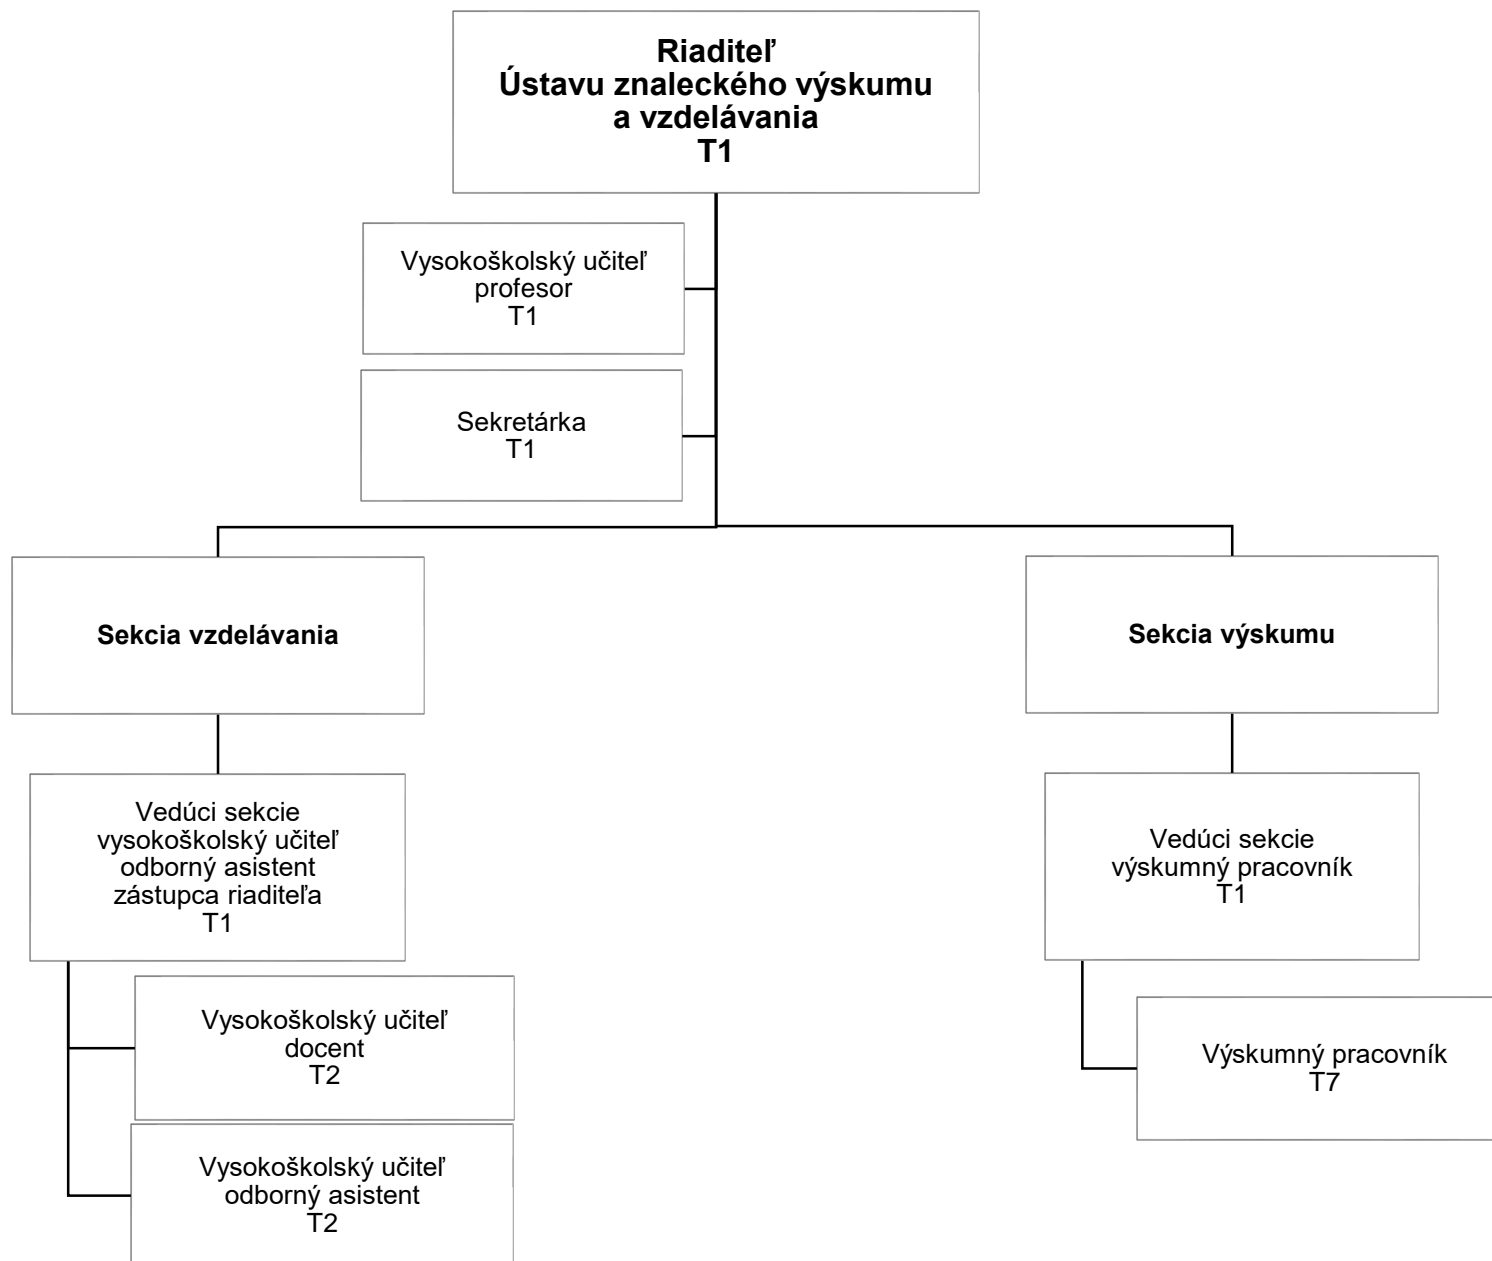 Riaditeľ
Ústavu znaleckého výskumu
a vzdelávania
T1
Vysokoškolský učiteľ
profesor
T1
Sekretárka
T1
Sekcia vzdelávania
Sekcia výskumu
Vedúci sekcie
vysokoškolský učiteľ
odborný asistent
zástupca riaditeľa
T1
Vedúci sekcie
výskumný pracovník
T1
Vysokoškolský učiteľ
docent
T2
Výskumný pracovník
T7
Vysokoškolský učiteľ
odborný asistent
T2